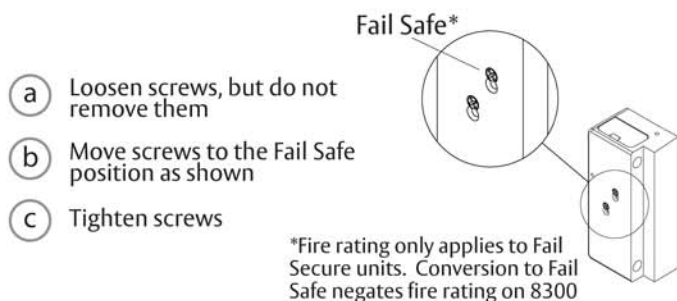 Fail Safe*
a Loosen screws, but do not
remove them
b Move screws to the Fail Safe
position as shown
c Tighten screws
*Fire rating only applies to Fail
Secure units. Conversion to Fail
Safe negates fire rating on 8300